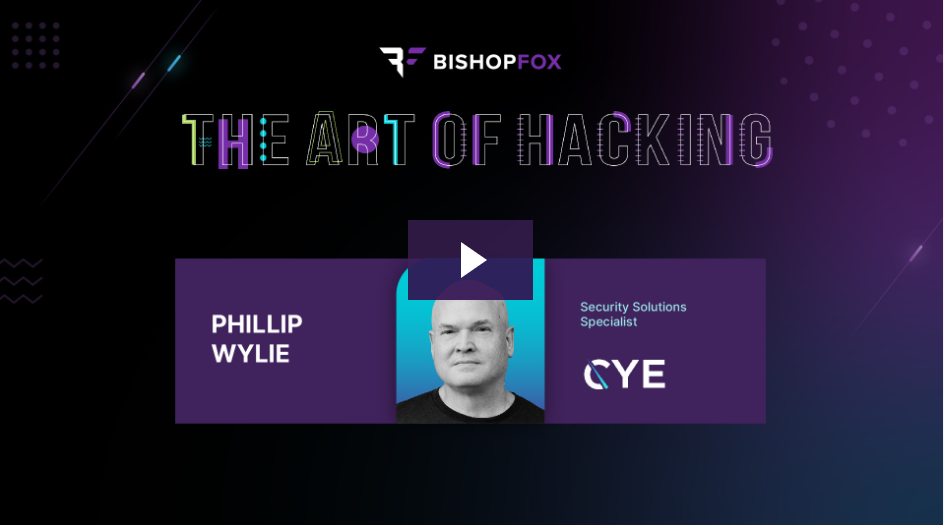 BISHOPFOX
THE ART OF HACKING
PHILLIP
WYLIE
Security Solutions
Specialist
CYE